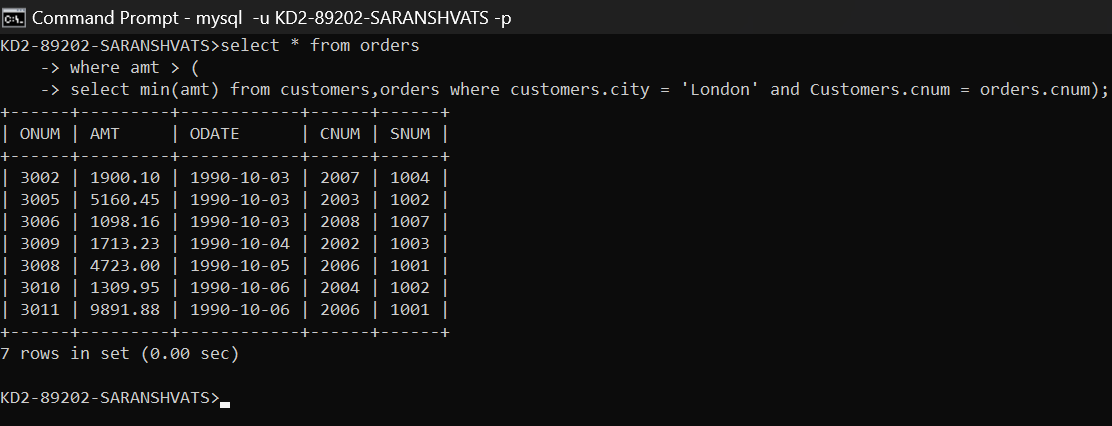 Command Prompt - mysql  -u KD2-89202-SARANSHVATS -p
KD2-89202-SARANSHVATS>select * from orders
    -> where amt > (
    -> select min(amt) from customers,orders where customers.city = 'London' and Customers.cnum = orders.cnum);
+------+---------+------------+------+------+
| ONUM | AMT     | ODATE      | CNUM | SNUM |
+------+---------+------------+------+------+
| 3002 | 1900.10 | 1990-10-03 | 2007 | 1004 |
| 3005 | 5160.45 | 1990-10-03 | 2003 | 1002 |
| 3006 | 1098.16 | 1990-10-03 | 2008 | 1007 |
| 3009 | 1713.23 | 1990-10-04 | 2002 | 1003 |
| 3008 | 4723.00 | 1990-10-05 | 2006 | 1001 |
| 3010 | 1309.95 | 1990-10-06 | 2004 | 1002 |
| 3011 | 9891.88 | 1990-10-06 | 2006 | 1001 |
+------+---------+------------+------+------+
7 rows in set (0.00 sec)
KD2-89202-SARANSHVATS>